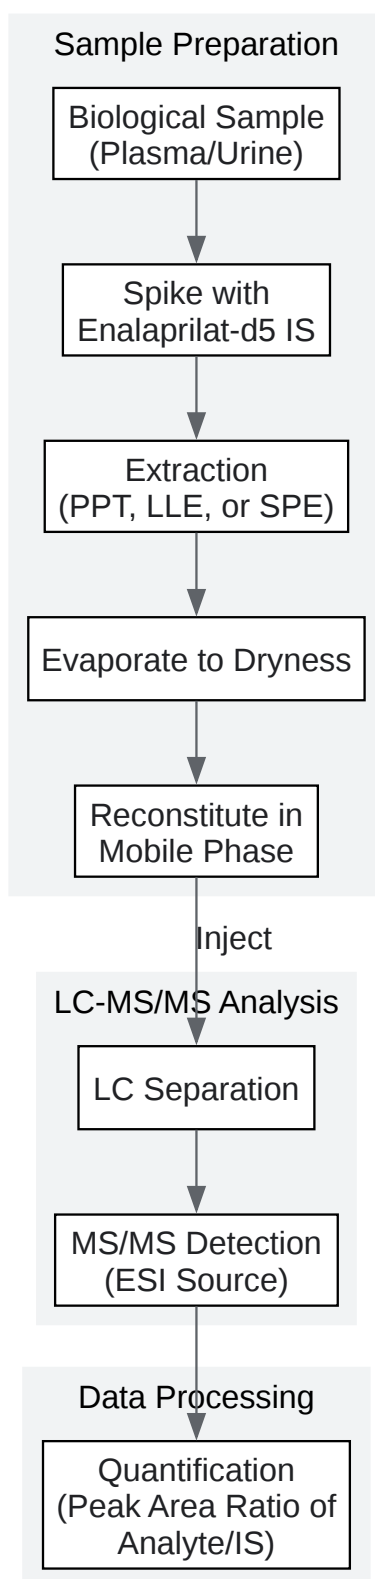 Sample Preparation
Biological Sample
(Plasma/Urine)
Spike with
Enalaprilat-d5 IS
Extraction
(PPT, LLE, or SPE)
Evaporate to Dryness
Reconstitute in
Mobile Phase
Inject
LC-MS/MS Analysis
LC Separation
MS/MS Detection
(ESI Source)
Data Processing
Quantification
(Peak Area Ratio of
Analyte/IS)